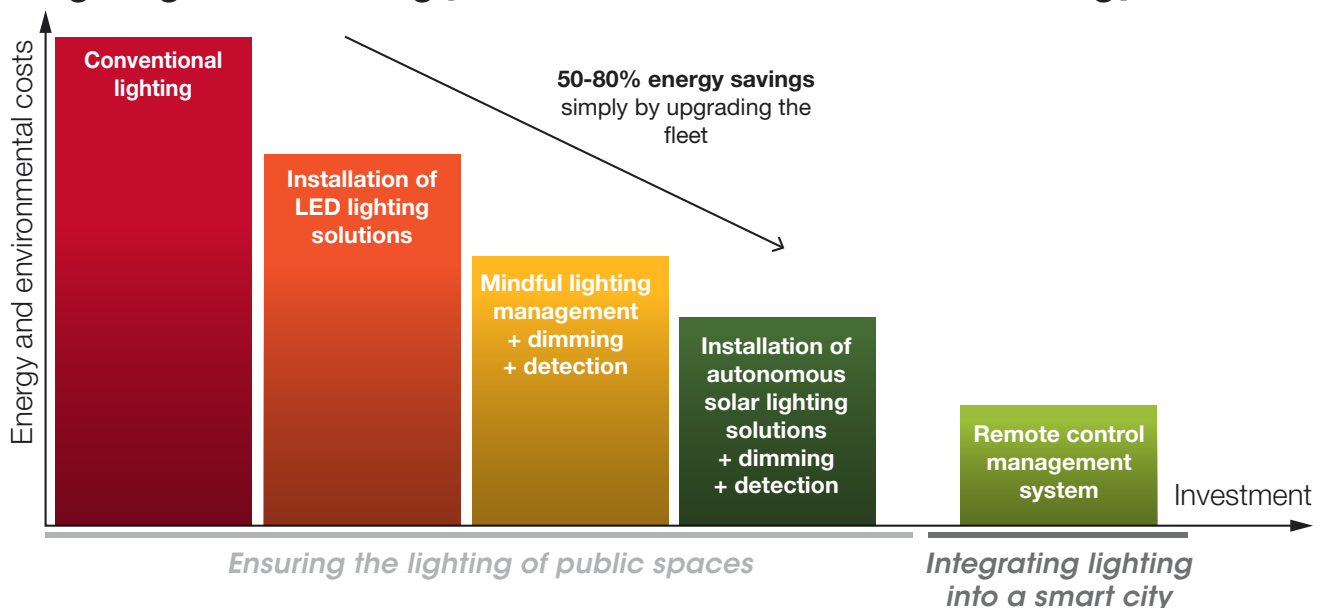 Energy and environmental costs
Conventional
lighting
50-80% energy savings
simply by upgrading the
fleet
Installation of
LED lighting
solutions
Mindful lighting
management
+ dimming
+ detection
Installation of
autonomous
solar lighting
solutions
+ dimming
+ detection
Remote control
management
system
Investment
Ensuring the lighting of public spaces
Integrating lighting
into a smart city